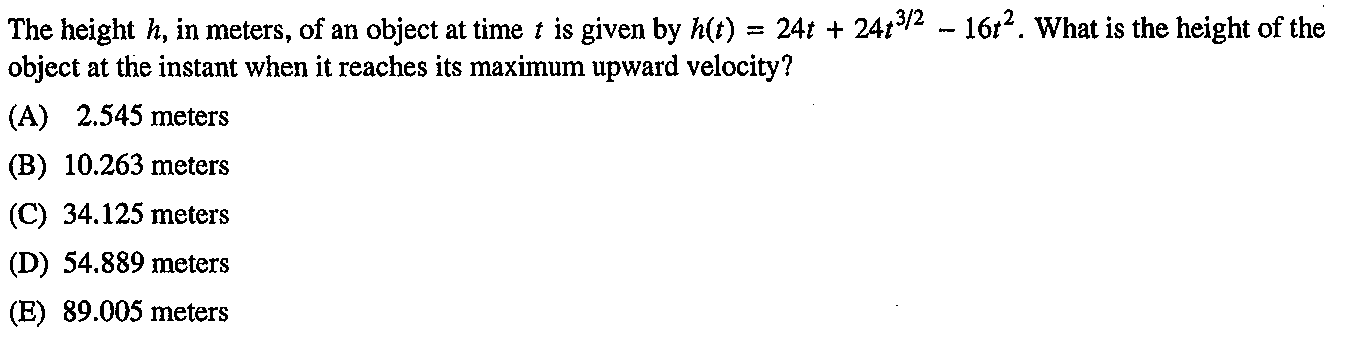 The height h, in meters, of an object at time t is given by h(t) = 24t + 24t^{3/2} − 16t^2. What is the height of the
object at the instant when it reaches its maximum upward velocity?
(A) 2.545 meters
(B) 10.263 meters
(C) 34.125 meters
(D) 54.889 meters
(E) 89.005 meters